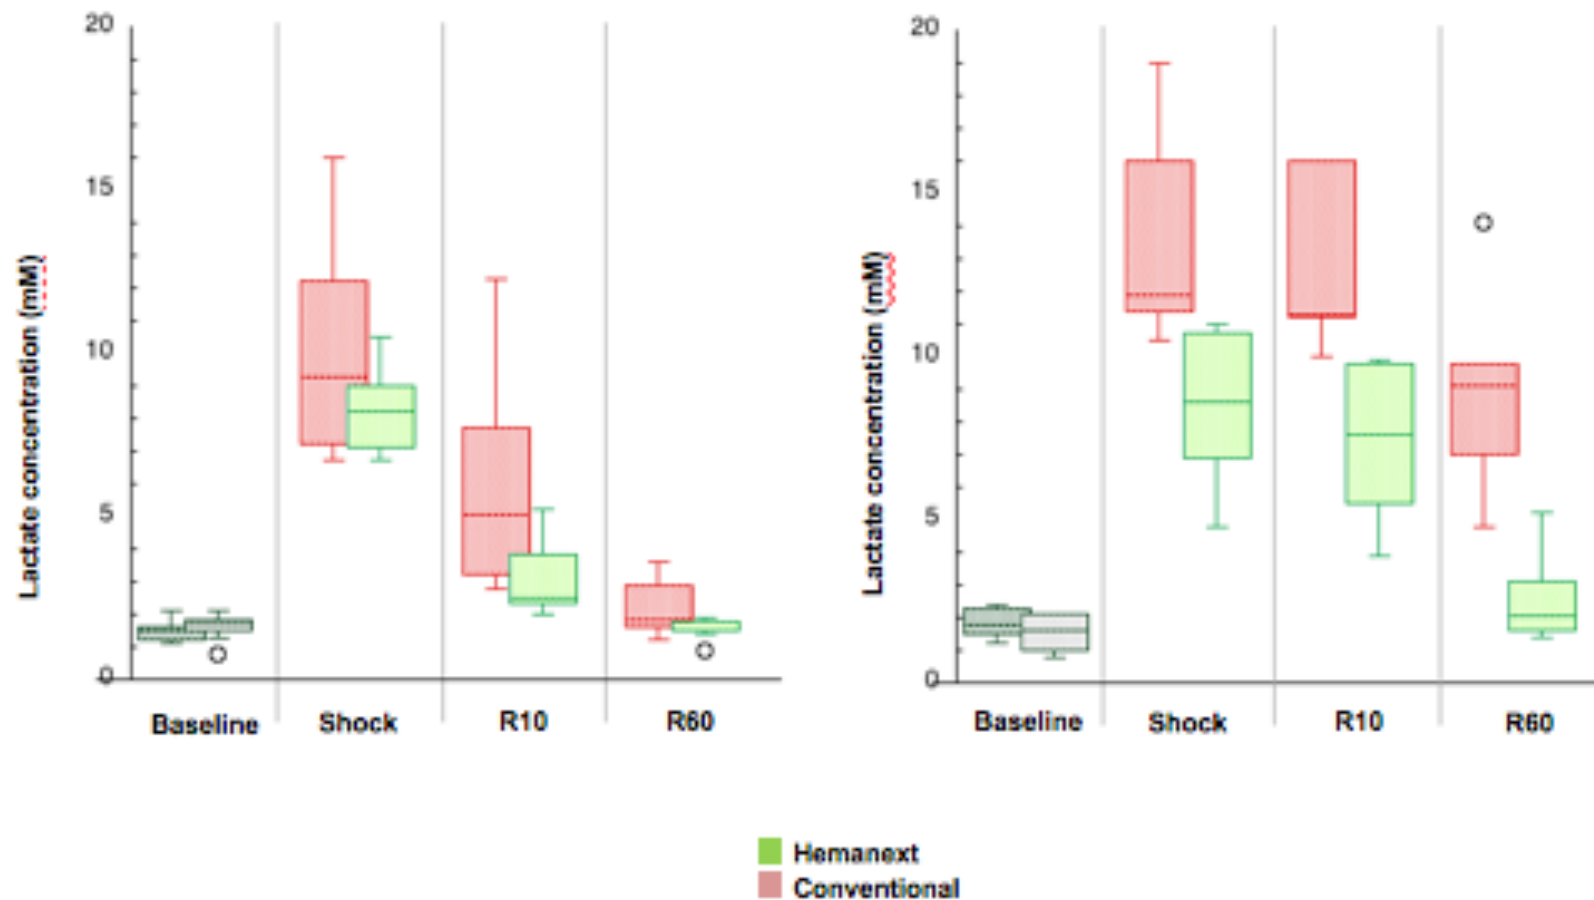 20
15
10
5
0
Lactate concentration (mM)
Baseline
Shock
R10
R60
20
15
10
5
0
Lactate concentration (mM)
Baseline
Shock
R10
R60
Hemanext
Conventional